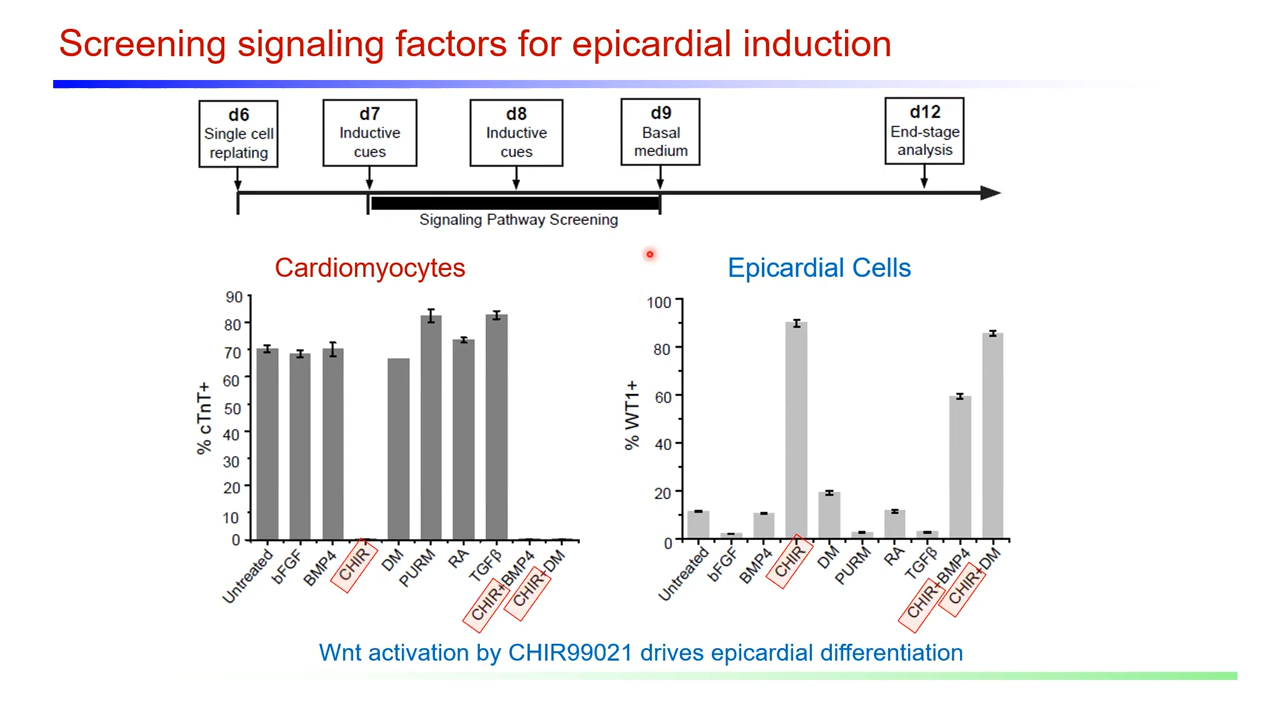 Screening signaling factors for epicardial induction
d6
Single cell
replating
d7
Inductive
cues
d8
Inductive
cues
d9
Basal
medium
d12
End-stage
analysis
Signaling Pathway Screening
Cardiomyocytes
% cTnT+
90
80
70
60
50
40
30
20
10
0
Untreated
bFGF
BMP4
CHIR
DM
PURM
RA
TGFβ
CHIR+BMP4
CHIR+DM
Epicardial Cells
% WT1+
100
80
60
40
20
0
Untreated
bFGF
BMP4
CHIR
DM
PURM
RA
TGFβ
CHIR+BMP4
CHIR+DM
Wnt activation by CHIR99021 drives epicardial differentiation